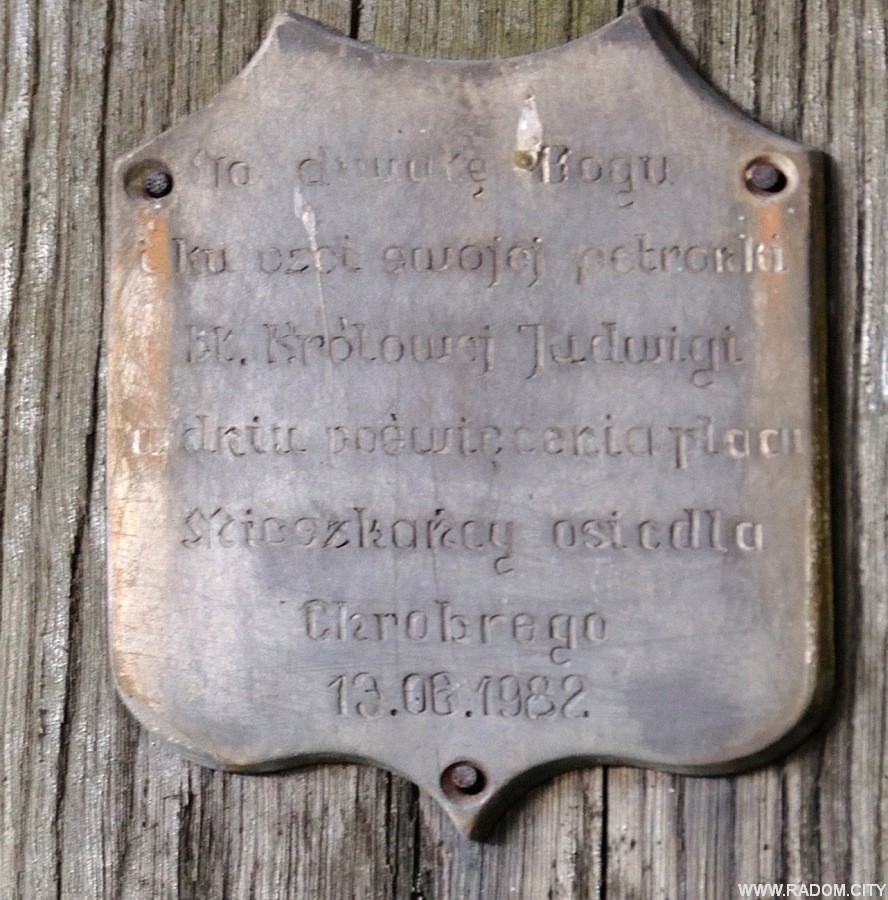 Na chwałę Bogu
i ku czci swojej patronki
bł. Królowej Jadwigi
w dniu poświęcenia placu
Mieszkańcy osiedla
Chrobrego
13.06.1982.
WWW.RADOM.CITY